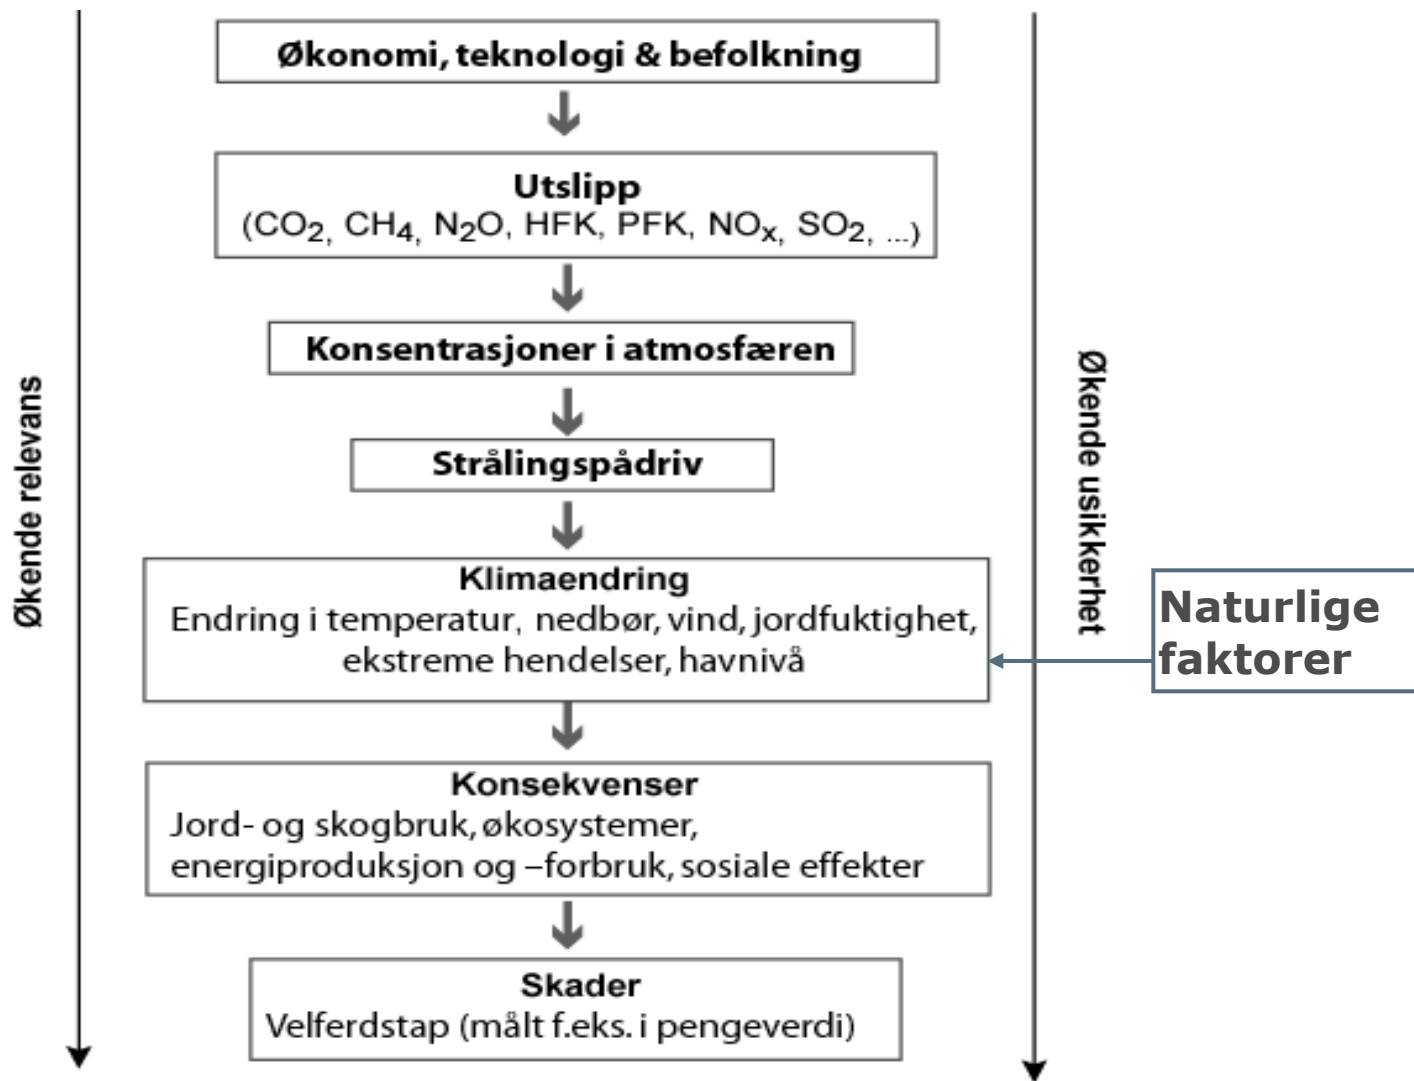 Økonomi, teknologi & befolkning
Utslipp
(CO₂, CH₄, N₂O, HFK, PFK, NOₓ, SO₂, ...)
Konsentrasjoner i atmosfæren
Strålingspådriv
Klimaendring
Endring i temperatur, nedbør, vind, jordfuktighet,
ekstreme hendelser, havnivå
Konsekvenser
Jord- og skogbruk, økosystemer,
energiproduksjon og –forbruk, sosiale effekter
Skader
Velferdstap (målt f.eks. i pengeverdi)
Økende relevans
Økende usikkerhet
Naturlige
faktorer